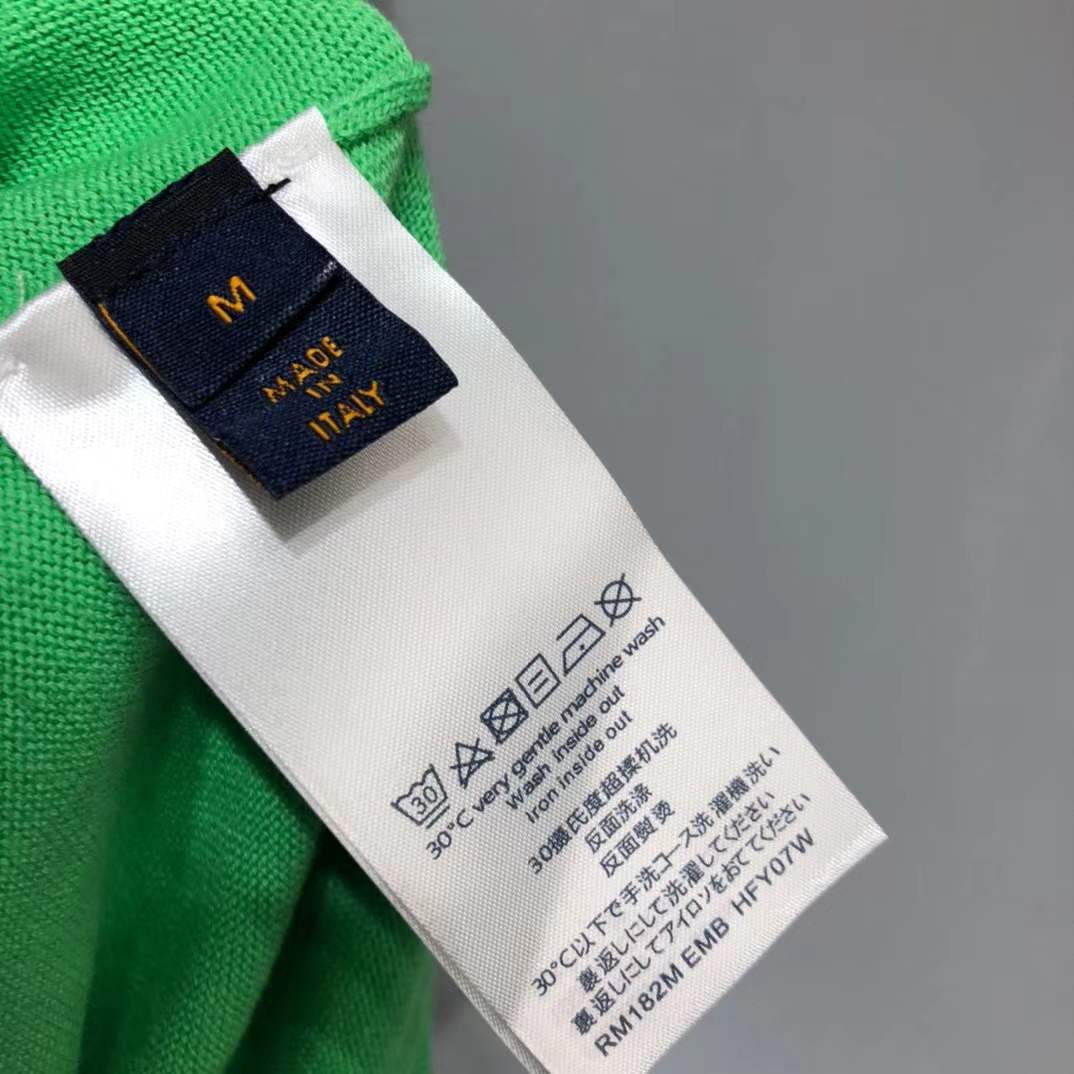 M
MADE
IN
ITALY
30
30°C very gentle machine wash
Wash inside out
Iron inside out
30攝氏度超揉机洗
反面洗涤
反面熨烫
30℃以下で手洗コース洗濯機洗い
裏返しにして洗濯してください
裏返しにしてアイロソをおててください
RM182M EMB HFY07W